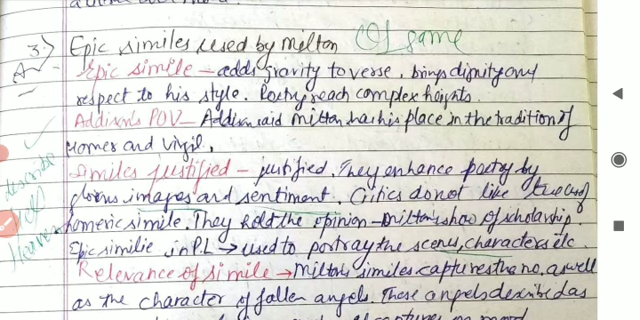 3.) Epic similes used by milton Q1 same
A Epic simile – adds gravity to verse, brings dignity and
respect to his style. Poetry reach complex heights.
Addison's POV – Addison said Milton has his place in the tradition of
Homer and Virgil.
Similes justified – justified. They enhance poetry by
images and sentiment. Critics do not like the use of
homeric simile. They hold the opinion – milton's show of scholarship.
Epic similie in P.L → used to portray the scenes, characters etc.
Relevance of simile → Milton's similes captures the no. as well
as the character of fallen angels. These angels described as